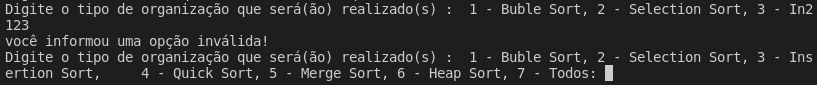 Digite o tipo de organização que será(ão) realizado(s) :  1 - Buble Sort, 2 - Selection Sort, 3 - In2
123
você informou uma opção inválida!
Digite o tipo de organização que será(ão) realizado(s) :  1 - Buble Sort, 2 - Selection Sort, 3 - Ins
ertion Sort,     4 - Quick Sort, 5 - Merge Sort, 6 - Heap Sort, 7 - Todos: